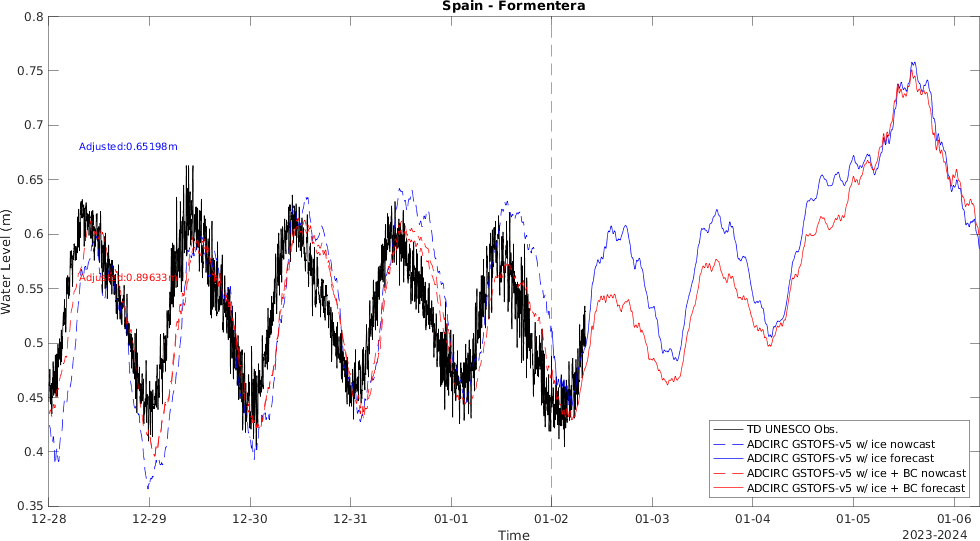 Spain - Formentera
0.8
0.75
0.7
0.65
0.6
0.55
0.5
0.45
0.4
0.35
Water Level (m)
Adjusted:0.65198m
Adjusted:0.89633m
TD UNESCO Obs.
ADCIRC GSTOFS-v5 w/ ice nowcast
ADCIRC GSTOFS-v5 w/ ice forecast
ADCIRC GSTOFS-v5 w/ ice + BC nowcast
ADCIRC GSTOFS-v5 w/ ice + BC forecast
12-28 12-29 12-30 12-31 01-01 01-02 01-03 01-04 01-05 01-06
Time
2023-2024